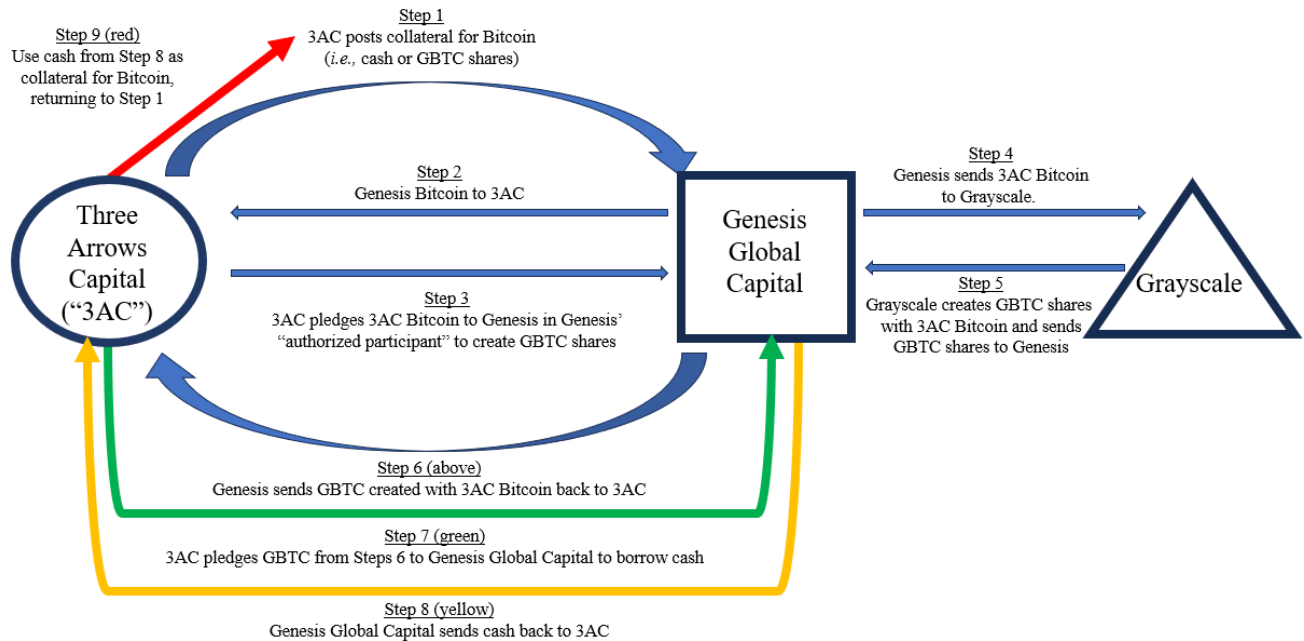 Step 9 (red)
Use cash from Step 8 as
collateral for Bitcoin,
returning to Step 1
Step 1
3AC posts collateral for Bitcoin
(i.e., cash or GBTC shares)
Step 2
Genesis Bitcoin to 3AC
Step 4
Genesis sends 3AC Bitcoin
to Grayscale.
Three
Arrows
Capital
(“3AC”)
Genesis
Global
Capital
Grayscale
Step 3
3AC pledges 3AC Bitcoin to Genesis in Genesis’
“authorized participant” to create GBTC shares
Step 5
Grayscale creates GBTC shares
with 3AC Bitcoin and sends
GBTC shares to Genesis
Step 6 (above)
Genesis sends GBTC created with 3AC Bitcoin back to 3AC
Step 7 (green)
3AC pledges GBTC from Steps 6 to Genesis Global Capital to borrow cash
Step 8 (yellow)
Genesis Global Capital sends cash back to 3AC